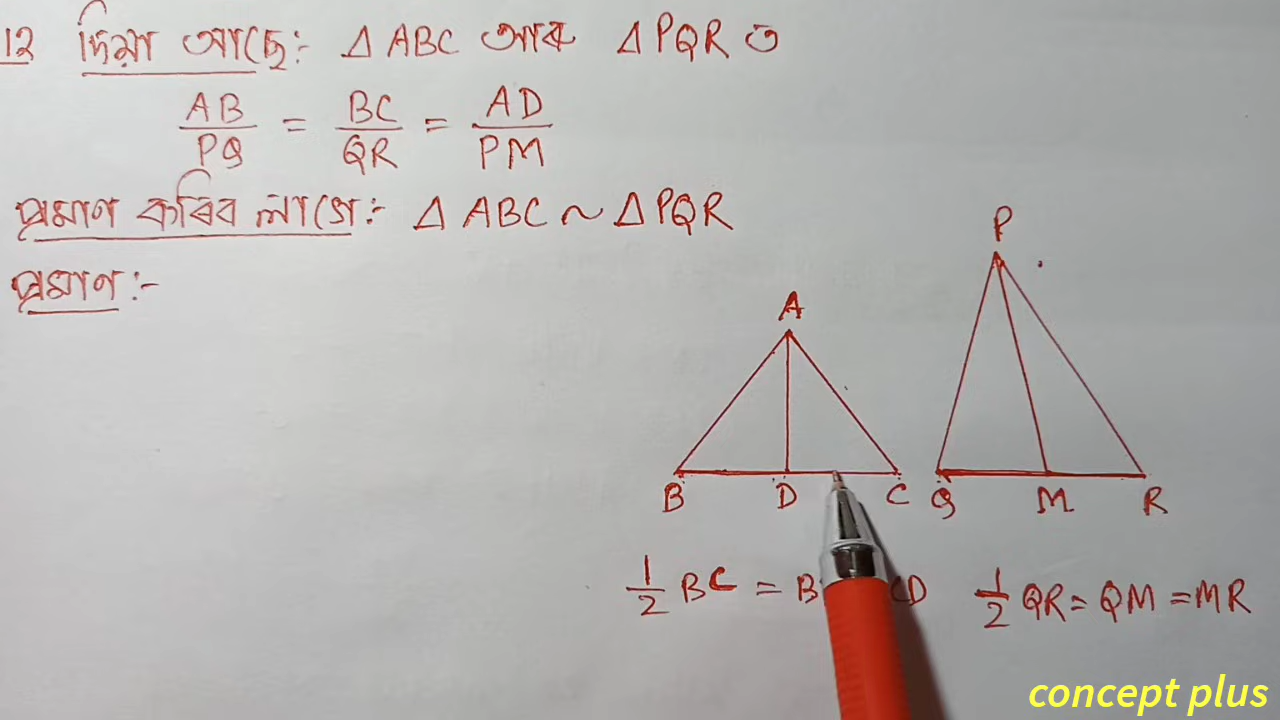 12 দিয়া আছে:- Δ ABC আৰু Δ PQR ত
AB/PQ = BC/QR = AD/PM
প্ৰমাণ কৰিব লাগে:- Δ ABC ~ Δ PQR
প্ৰমাণ :-
P
A
B D C Q M R
1/2 BC = B CD 1/2 QR = QM = MR
concept plus